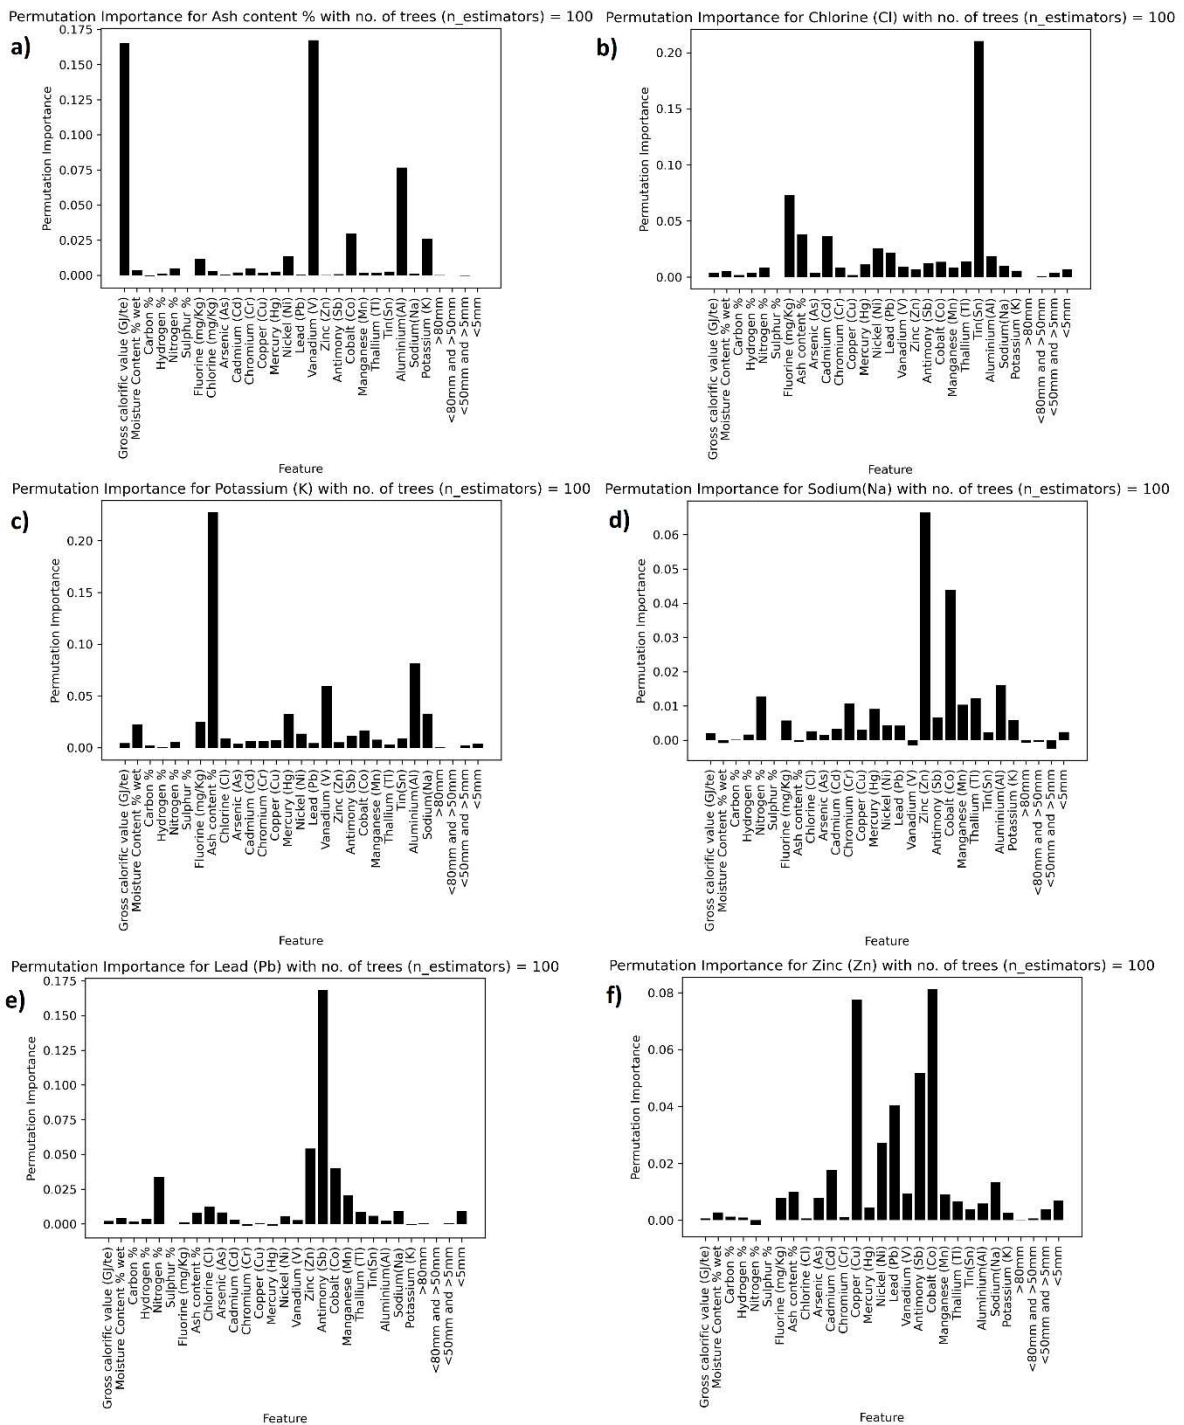 a)
Permutation Importance for Ash content % with no. of trees (n_estimators) = 100
Permutation Importance
0.175
0.150
0.125
0.100
0.075
0.050
0.025
0.000
Gross calorific value (GJ/te)
Moisture Content % wet
Carbon %
Hydrogen %
Nitrogen %
Sulphur %
Fluorine (mg/Kg)
Chlorine (mg/Kg)
Arsenic (As)
Cadmium (Cd)
Chromium (Cr)
Copper (Cu)
Mercury (Hg)
Nickel (Ni)
Lead (Pb)
Vanadium (V)
Zinc (Zn)
Antimony (Sb)
Cobalt (Co)
Manganese (Mn)
Thallium (Tl)
Tin(Sn)
Aluminium(Al)
Sodium(Na)
Potassium (K)
>80mm
<80mm and >50mm
<50mm and >5mm
<5mm
Feature
b)
Permutation Importance for Chlorine (Cl) with no. of trees (n_estimators) = 100
Permutation Importance
0.20
0.15
0.10
0.05
0.00
Gross calorific value (GJ/te)
Moisture Content % wet
Carbon %
Hydrogen %
Nitrogen %
Sulphur %
Fluorine (mg/Kg)
Ash content %
Arsenic (As)
Cadmium (Cd)
Chromium (Cr)
Copper (Cu)
Mercury (Hg)
Nickel (Ni)
Lead (Pb)
Vanadium (V)
Zinc (Zn)
Antimony (Sb)
Cobalt (Co)
Manganese (Mn)
Thallium (Tl)
Tin(Sn)
Aluminium(Al)
Sodium(Na)
Potassium (K)
>80mm
<80mm and >50mm
<50mm and >5mm
<5mm
Feature
c)
Permutation Importance for Potassium (K) with no. of trees (n_estimators) = 100
Permutation Importance
0.20
0.15
0.10
0.05
0.00
Gross calorific value (GJ/te)
Moisture Content % wet
Carbon %
Hydrogen %
Nitrogen %
Sulphur %
Fluorine (mg/Kg)
Ash content %
Chlorine (Cl)
Arsenic (As)
Cadmium (Cd)
Chromium (Cr)
Copper (Cu)
Mercury (Hg)
Nickel (Ni)
Lead (Pb)
Vanadium (V)
Zinc (Zn)
Antimony (Sb)
Cobalt (Co)
Manganese (Mn)
Thallium (Tl)
Tin(Sn)
Aluminium(Al)
Sodium(Na)
>80mm
<80mm and >50mm
<50mm and >5mm
<5mm
Feature
d)
Permutation Importance for Sodium(Na) with no. of trees (n_estimators) = 100
Permutation Importance
0.06
0.05
0.04
0.03
0.02
0.01
0.00
Gross calorific value (GJ/te)
Moisture Content % wet
Carbon %
Hydrogen %
Nitrogen %
Sulphur %
Fluorine (mg/Kg)
Ash content %
Chlorine (Cl)
Arsenic (As)
Cadmium (Cd)
Chromium (Cr)
Copper (Cu)
Mercury (Hg)
Nickel (Ni)
Lead (Pb)
Vanadium (V)
Zinc (Zn)
Antimony (Sb)
Cobalt (Co)
Manganese (Mn)
Thallium (Tl)
Tin(Sn)
Aluminium(Al)
Potassium (K)
>80mm
<80mm and >50mm
<50mm and >5mm
<5mm
Feature
e)
Permutation Importance for Lead (Pb) with no. of trees (n_estimators) = 100
Permutation Importance
0.175
0.150
0.125
0.100
0.075
0.050
0.025
0.000
Gross calorific value (GJ/te)
Moisture Content % wet
Carbon %
Hydrogen %
Nitrogen %
Sulphur %
Fluorine (mg/Kg)
Ash content %
Chlorine (Cl)
Arsenic (As)
Cadmium (Cd)
Chromium (Cr)
Copper (Cu)
Mercury (Hg)
Nickel (Ni)
Vanadium (V)
Zinc (Zn)
Antimony (Sb)
Cobalt (Co)
Manganese (Mn)
Thallium (Tl)
Tin(Sn)
Aluminium(Al)
Sodium(Na)
Potassium (K)
>80mm
<80mm and >50mm
<50mm and >5mm
<5mm
Feature
f)
Permutation Importance for Zinc (Zn) with no. of trees (n_estimators) = 100
Permutation Importance
0.08
0.06
0.04
0.02
0.00
Gross calorific value (GJ/te)
Moisture Content % wet
Carbon %
Hydrogen %
Nitrogen %
Sulphur %
Fluorine (mg/Kg)
Ash content %
Chlorine (Cl)
Arsenic (As)
Cadmium (Cd)
Chromium (Cr)
Copper (Cu)
Mercury (Hg)
Nickel (Ni)
Lead (Pb)
Vanadium (V)
Antimony (Sb)
Cobalt (Co)
Manganese (Mn)
Thallium (Tl)
Tin(Sn)
Aluminium(Al)
Sodium(Na)
Potassium (K)
>80mm
<80mm and >50mm
<50mm and >5mm
<5mm
Feature